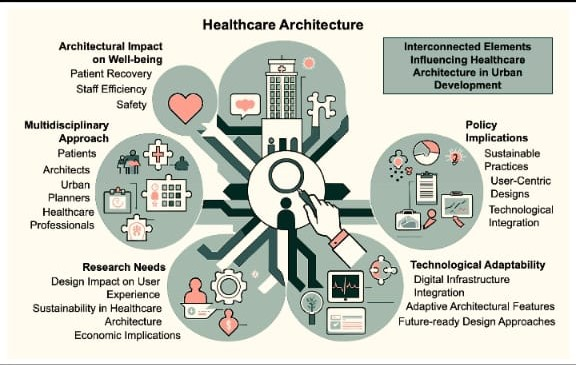 Healthcare Architecture
Architectural Impact
on Well-being
Patient Recovery
Staff Efficiency
Safety
Interconnected Elements
Influencing Healthcare
Architecture in Urban
Development
Multidisciplinary
Approach
Patients
Architects
Urban
Planners
Healthcare
Professionals
Policy
Implications
Sustainable
Practices
User-Centric
Designs
Technological
Integration
Research Needs
Design Impact on User
Experience
Sustainability in Healthcare
Architecture
Economic Implications
Technological Adaptability
Digital Infrastructure
Integration
Adaptive Architectural Features
Future-ready Design Approaches